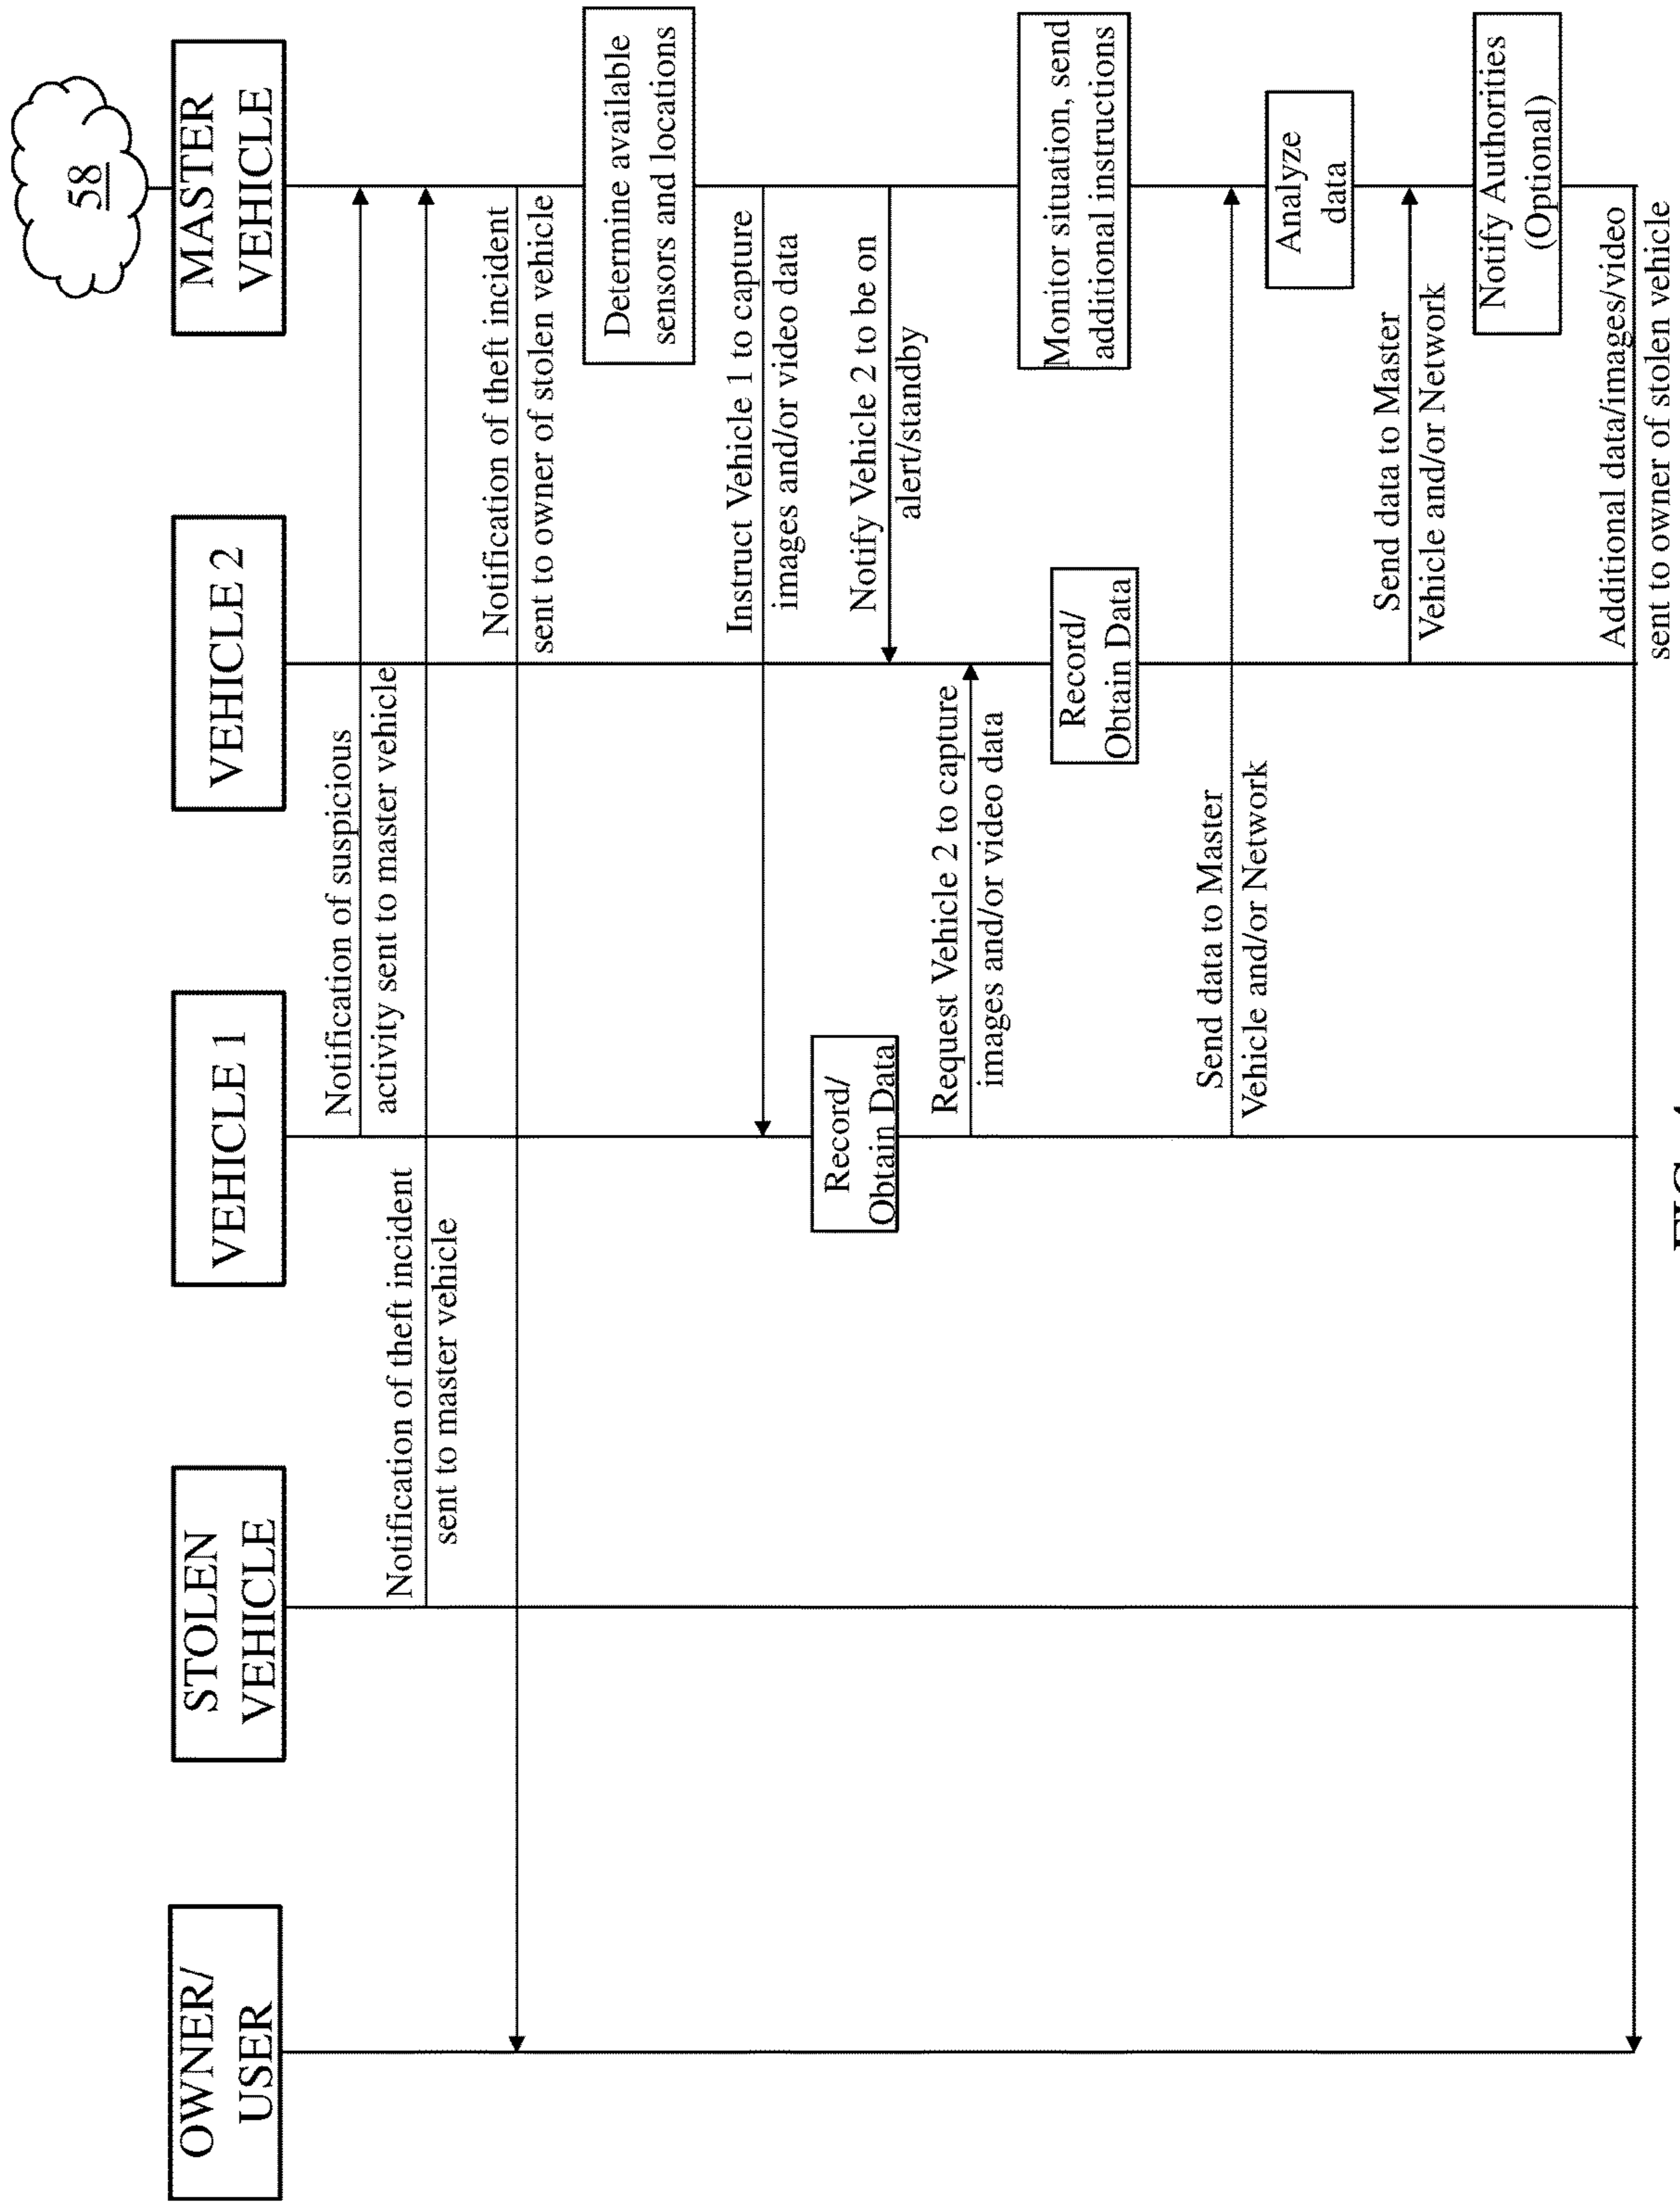 58
OWNER/
USER
STOLEN
VEHICLE
VEHICLE 1
VEHICLE 2
MASTER
VEHICLE
Notification of suspicious
activity sent to master vehicle
Notification of theft incident
sent to master vehicle
Notification of theft incident
sent to owner of stolen vehicle
Determine available
sensors and locations
Instruct Vehicle 1 to capture
images and/or video data
Record/
Obtain Data
Notify Vehicle 2 to be on
alert/standby
Request Vehicle 2 to capture
images and/or video data
Monitor situation, send
additional instructions
Record/
Obtain Data
Send data to Master
Vehicle and/or Network
Analyze
data
Send data to Master
Vehicle and/or Network
Notify Authorities
(Optional)
Additional data/images/video
sent to owner of stolen vehicle